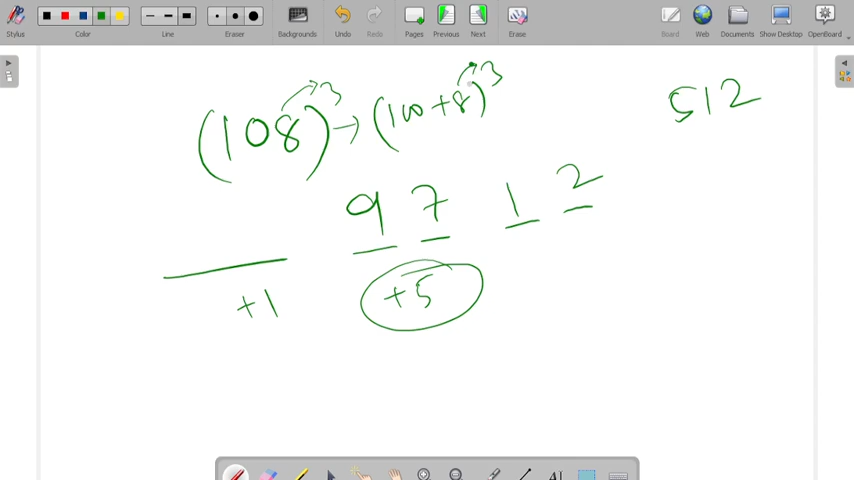 Stylus Color Line Eraser Backgrounds Undo Redo Pages Previous Next Erase Board Web Documents Show Desktop OpenBoard
(108)³ → (100+8)³ 512
9 7 1 2
+1 +5